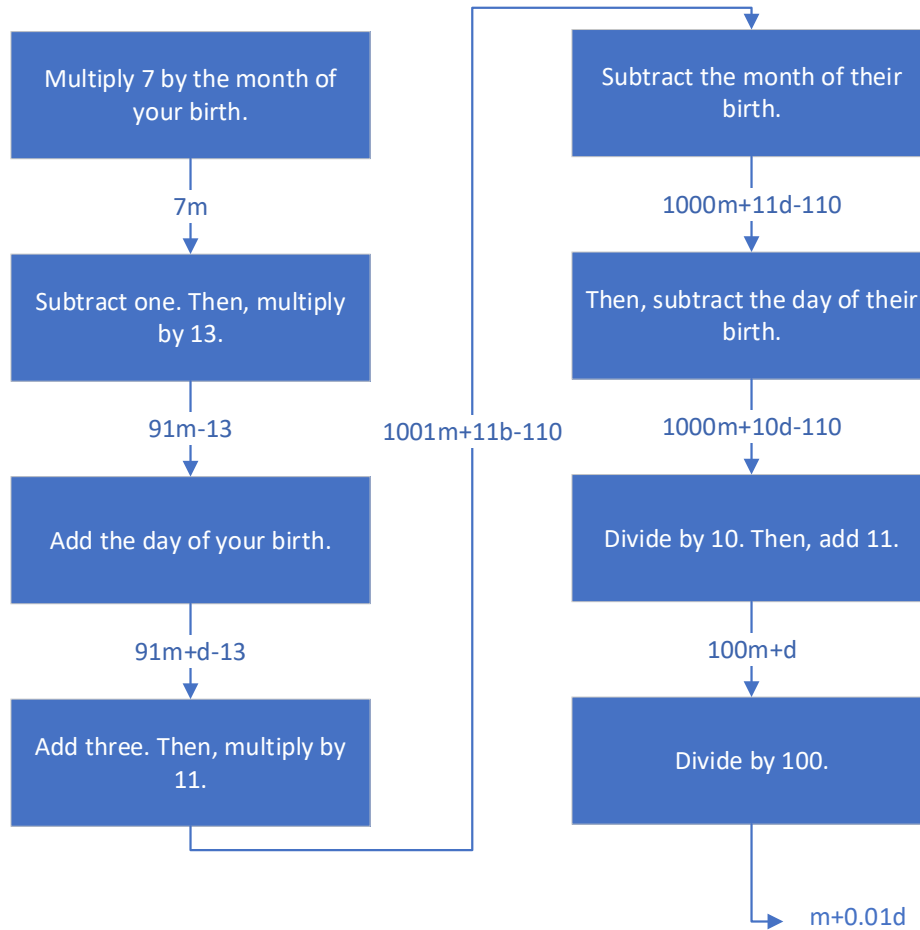 Multiply 7 by the month of
your birth.
7m
Subtract one. Then, multiply
by 13.
91m-13
Add the day of your birth.
91m+d-13
Add three. Then, multiply by
11.
1001m+11b-110
Subtract the month of their
birth.
1000m+11d-110
Then, subtract the day of their
birth.
1000m+10d-110
Divide by 10. Then, add 11.
100m+d
Divide by 100.
m+0.01d